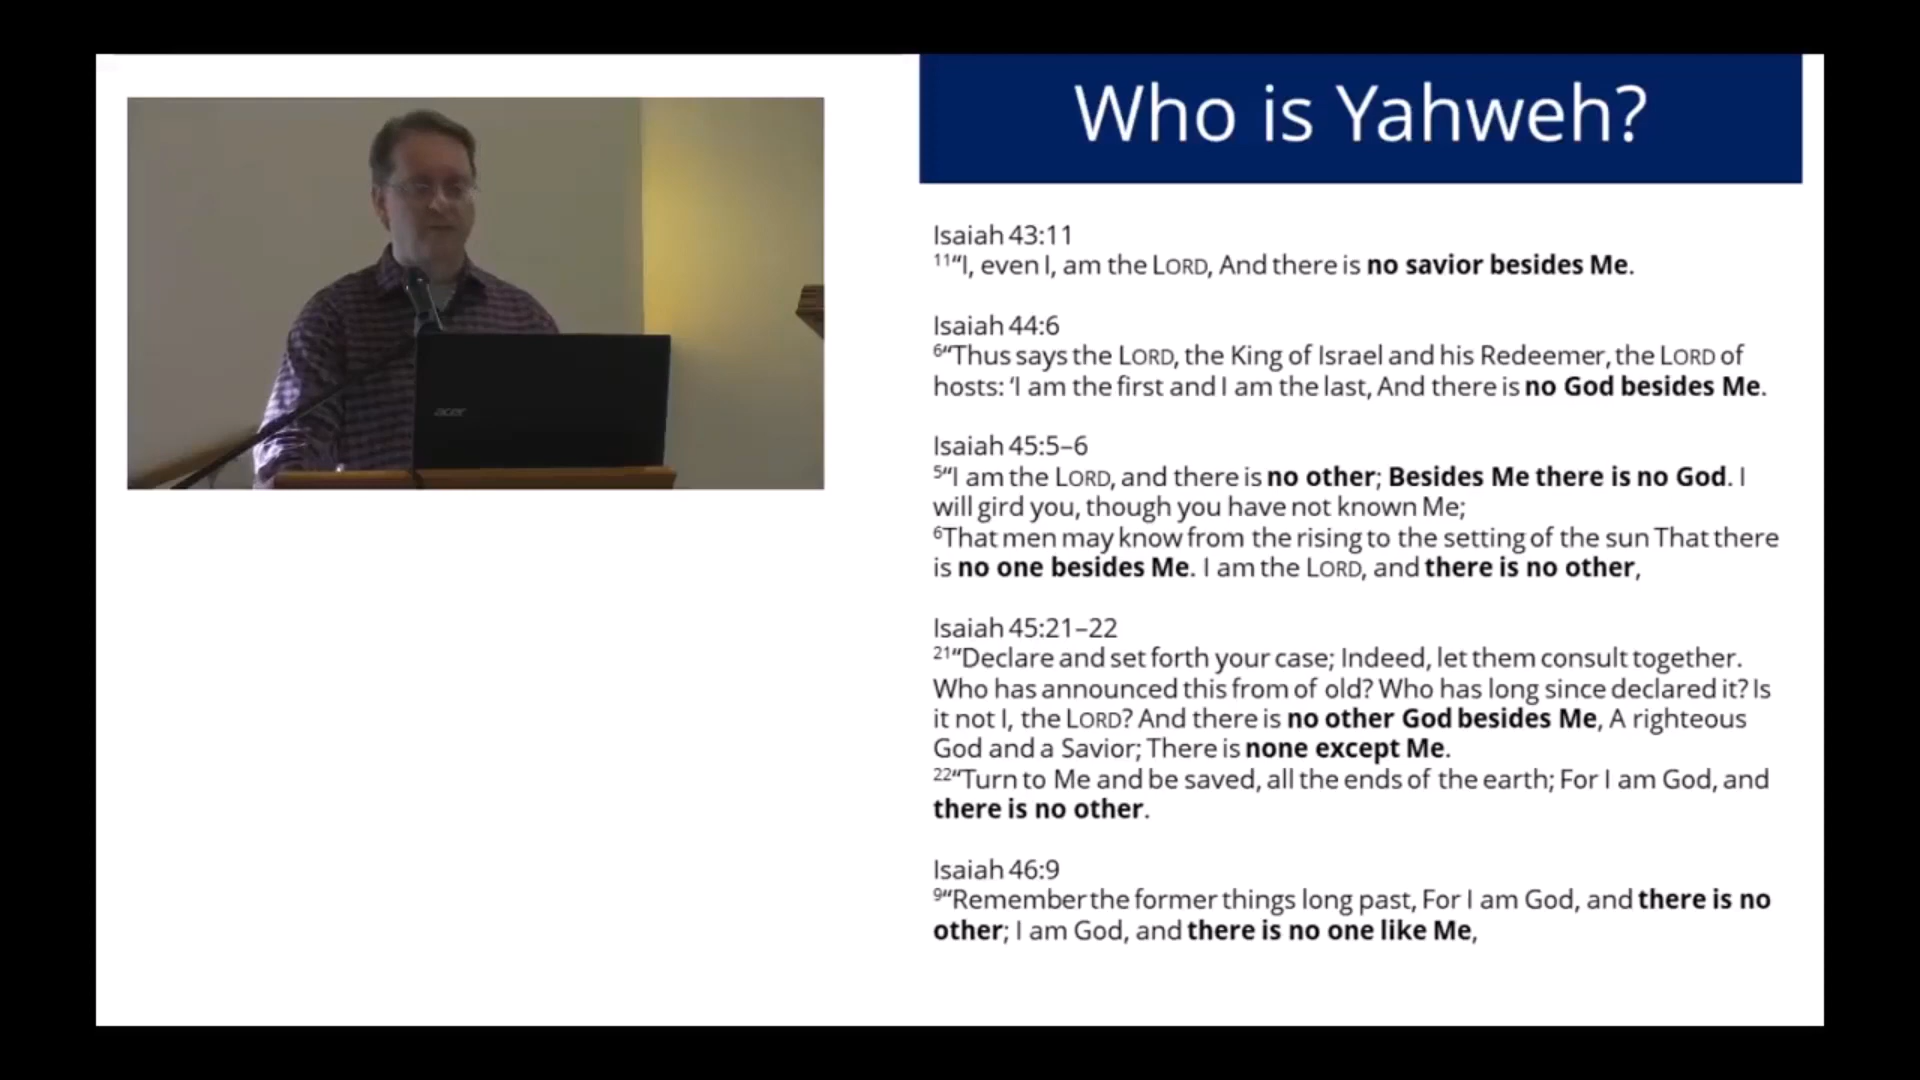 Who is Yahweh?
acer
Isaiah 43:11
11“I, even I, am the LORD, And there is no savior besides Me.
Isaiah 44:6
6“Thus says the LORD, the King of Israel and his Redeemer, the LORD of
hosts: ‘I am the first and I am the last, And there is no God besides Me.
Isaiah 45:5–6
5“I am the LORD, and there is no other; Besides Me there is no God. I
will gird you, though you have not known Me;
6That men may know from the rising to the setting of the sun That there
is no one besides Me. I am the LORD, and there is no other,
Isaiah 45:21–22
21“Declare and set forth your case; Indeed, let them consult together.
Who has announced this from of old? Who has long since declared it? Is
it not I, the LORD? And there is no other God besides Me, A righteous
God and a Savior; There is none except Me.
22“Turn to Me and be saved, all the ends of the earth; For I am God, and
there is no other.
Isaiah 46:9
9“Remember the former things long past, For I am God, and there is no
other; I am God, and there is no one like Me,